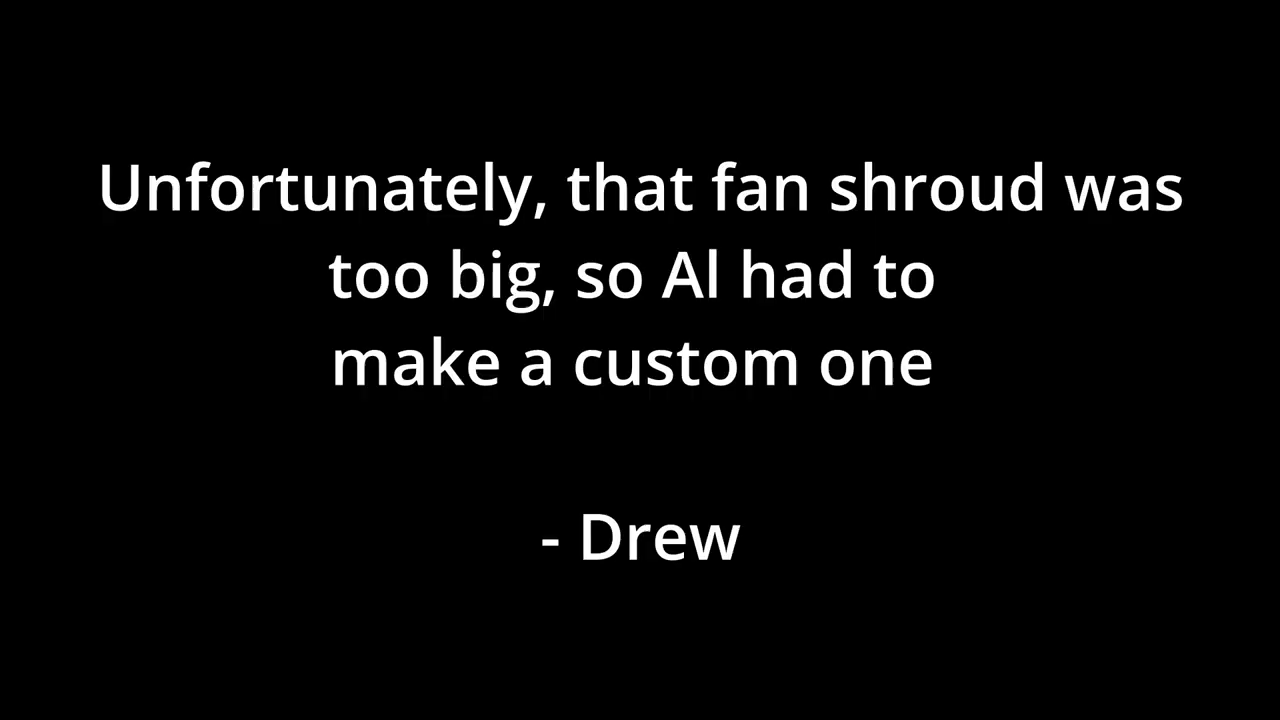 Unfortunately, that fan shroud was
too big, so Al had to
make a custom one
- Drew